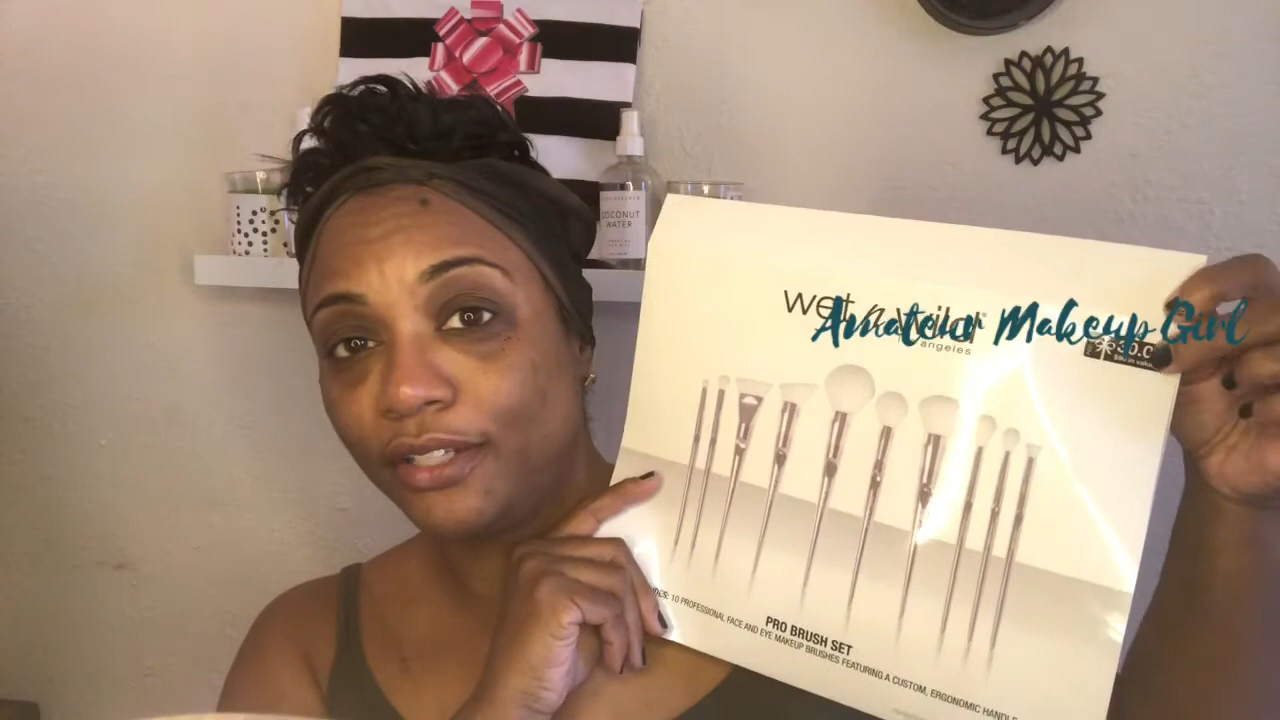 COCONUT
WATER
wet n wild
angeles
Amateur Makeup Girl
PRO BRUSH SET
10 PROFESSIONAL FACE AND EYE MAKEUP BRUSHES FEATURING A CUSTOM, ERGONOMIC HANDLE